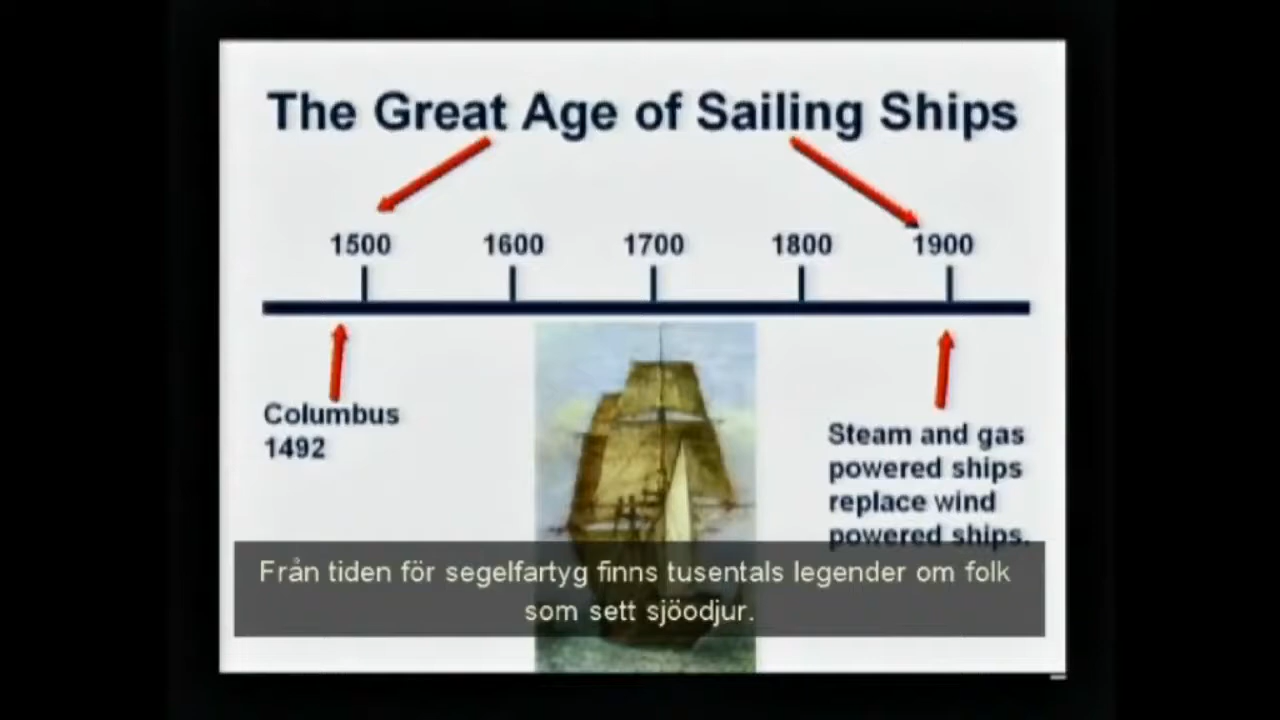 The Great Age of Sailing Ships
1500 1600 1700 1800 1900
Columbus
1492
Steam and gas
powered ships
replace wind
powered ships.
Från tiden för segelfartyg finns tusentals legender om folk
som sett sjöodjur.